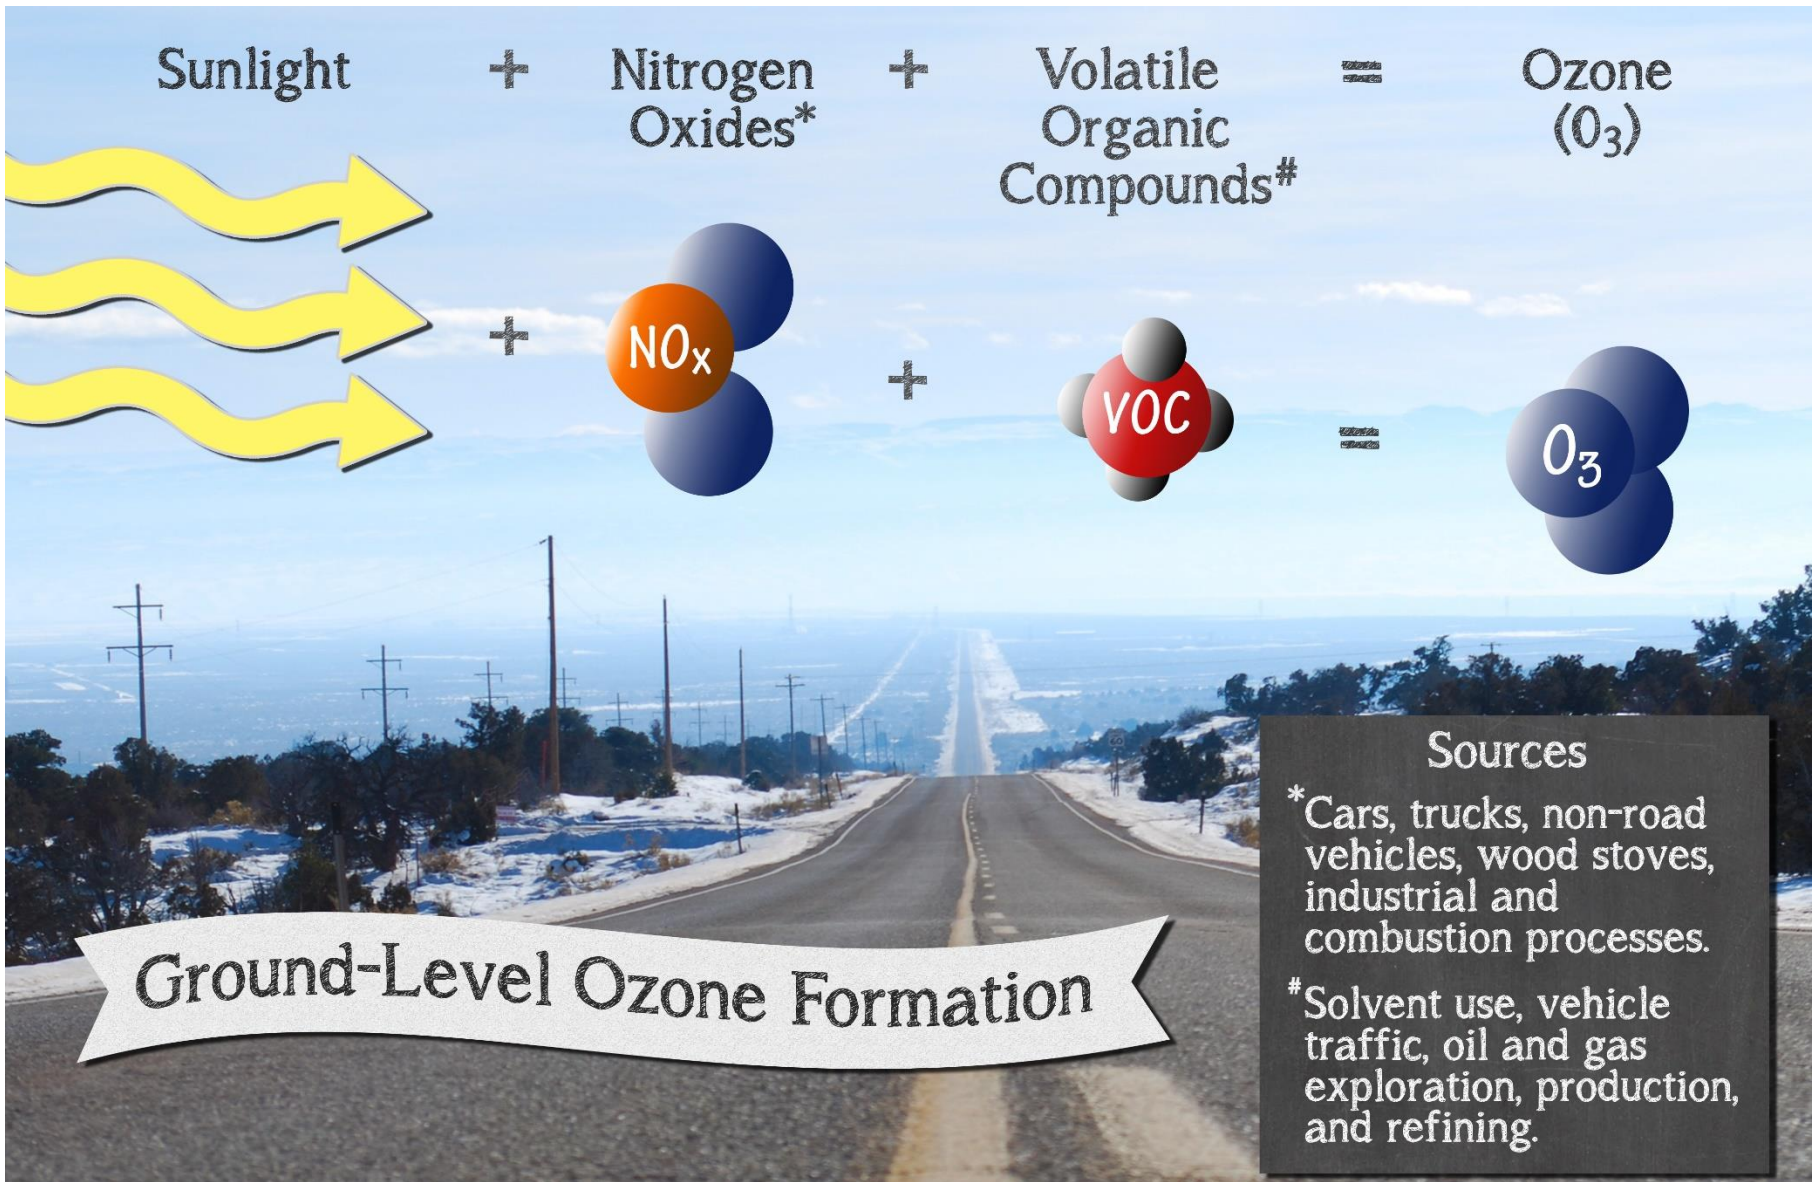 Sunlight + Nitrogen Oxides* + Volatile Organic Compounds# = Ozone (O₃)
+ NOₓ + VOC = O₃
Ground-Level Ozone Formation
Sources
*Cars, trucks, non-road
vehicles, wood stoves,
industrial and
combustion processes.
#Solvent use, vehicle
traffic, oil and gas
exploration, production,
and refining.